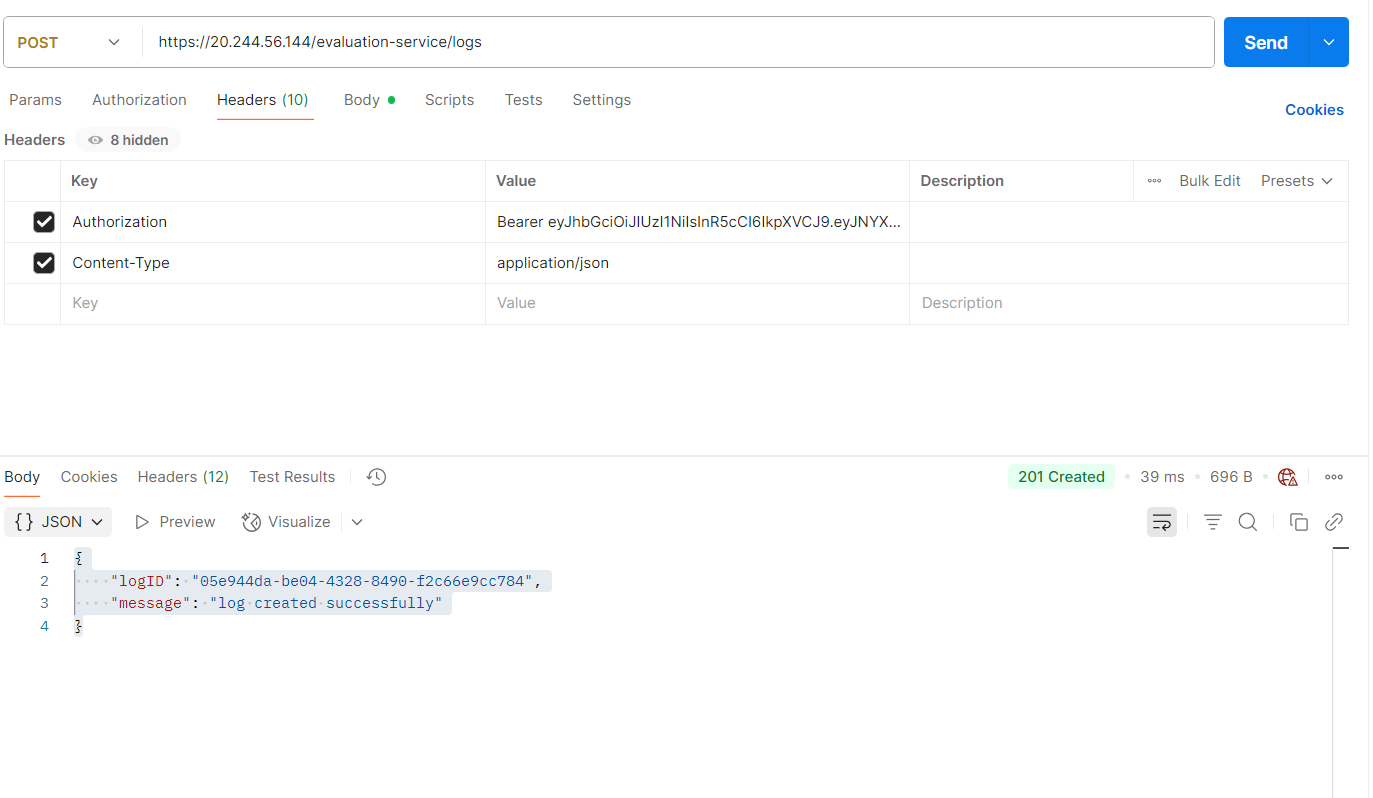 POST https://20.244.56.144/evaluation-service/logs Send
Params Authorization Headers (10) Body Scripts Tests Settings Cookies
Headers 8 hidden
Key Value Description Bulk Edit Presets
Authorization Bearer eyJhbGciOiJIUzI1NiIsInR5cCI6IkpXVCJ9.eyJNYX...
Content-Type application/json
Key Value Description
Body Cookies Headers (12) Test Results 201 Created 39 ms 696 B
{} JSON Preview Visualize
1 {
2 "logID": "05e944da-be04-4328-8490-f2c66e9cc784",
3 "message": "log created successfully"
4 }